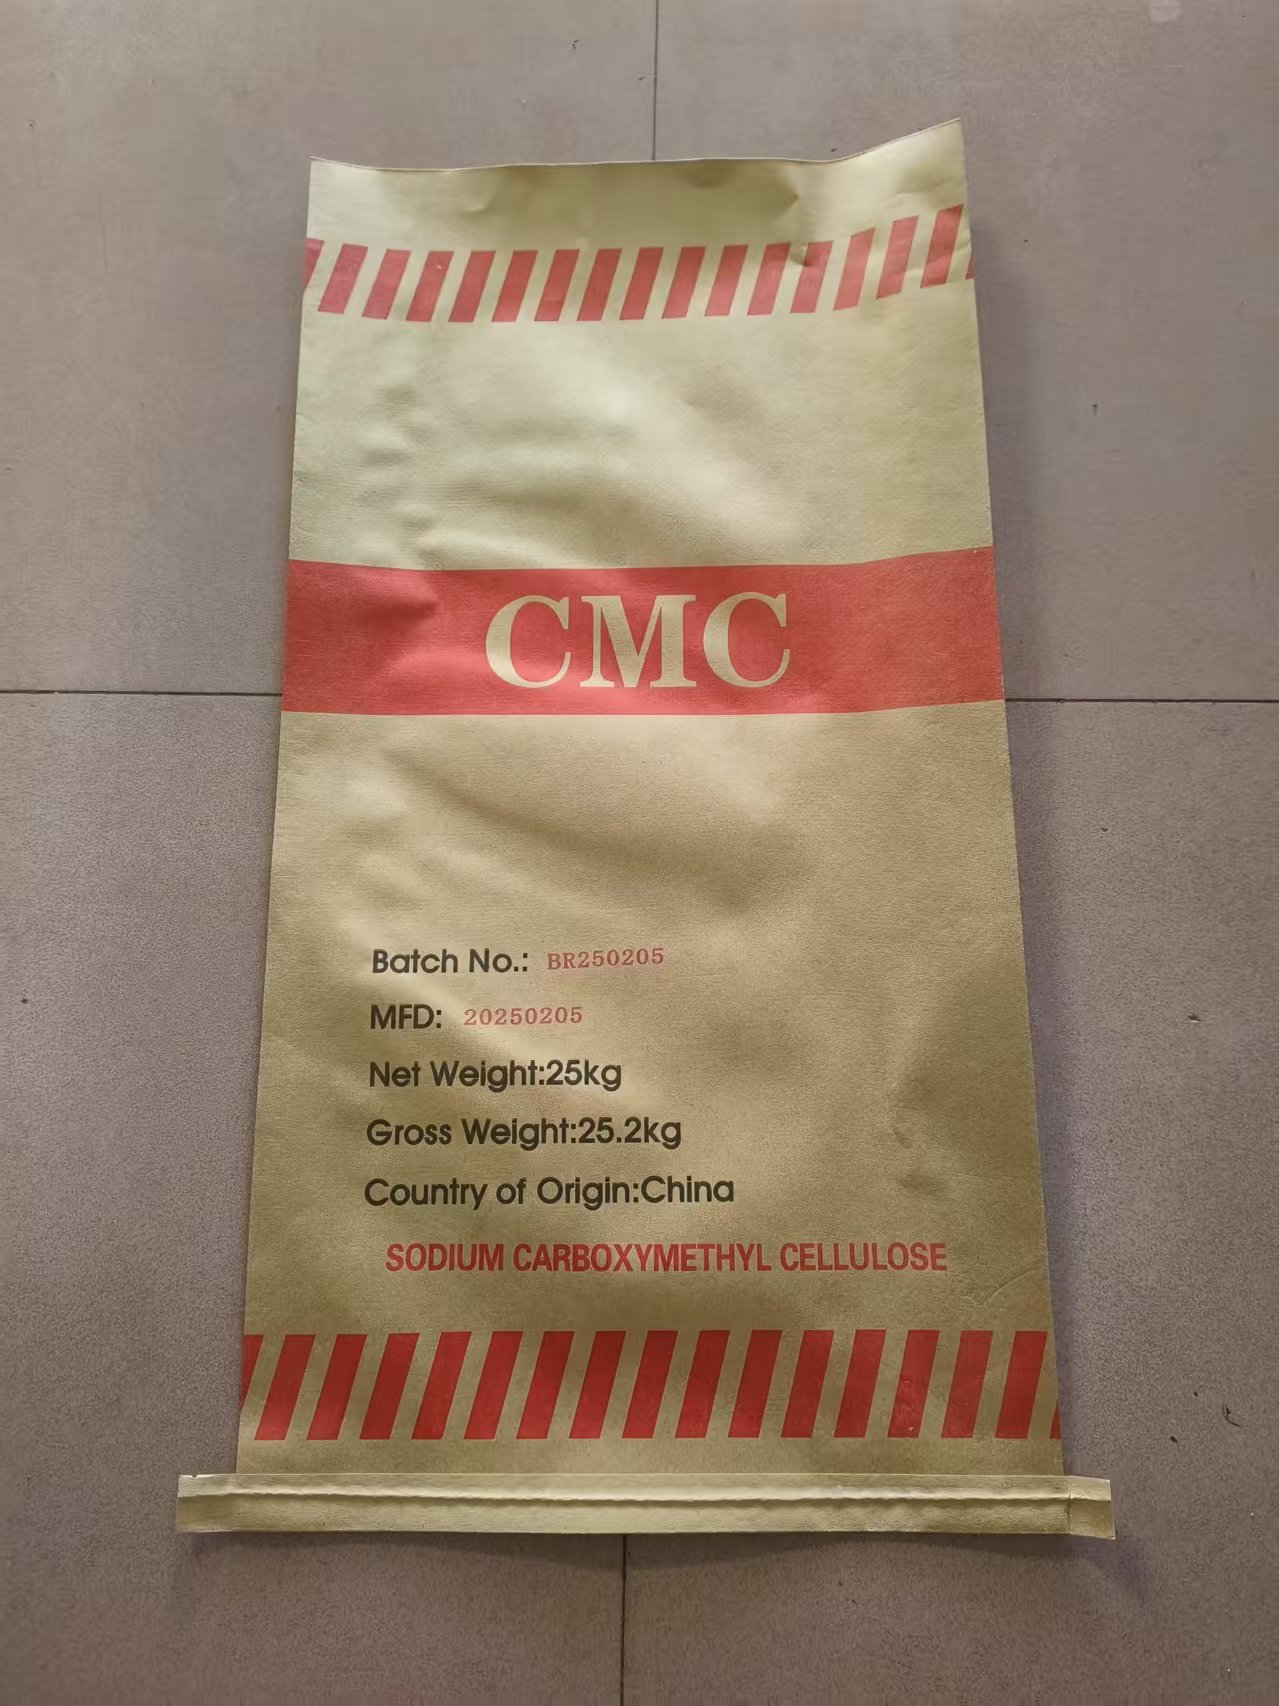 CMC
Batch No.: BR250205
MFD: 20250205
Net Weight:25kg
Gross Weight:25.2kg
Country of Origin:China
SODIUM CARBOXYMETHYL CELLULOSE